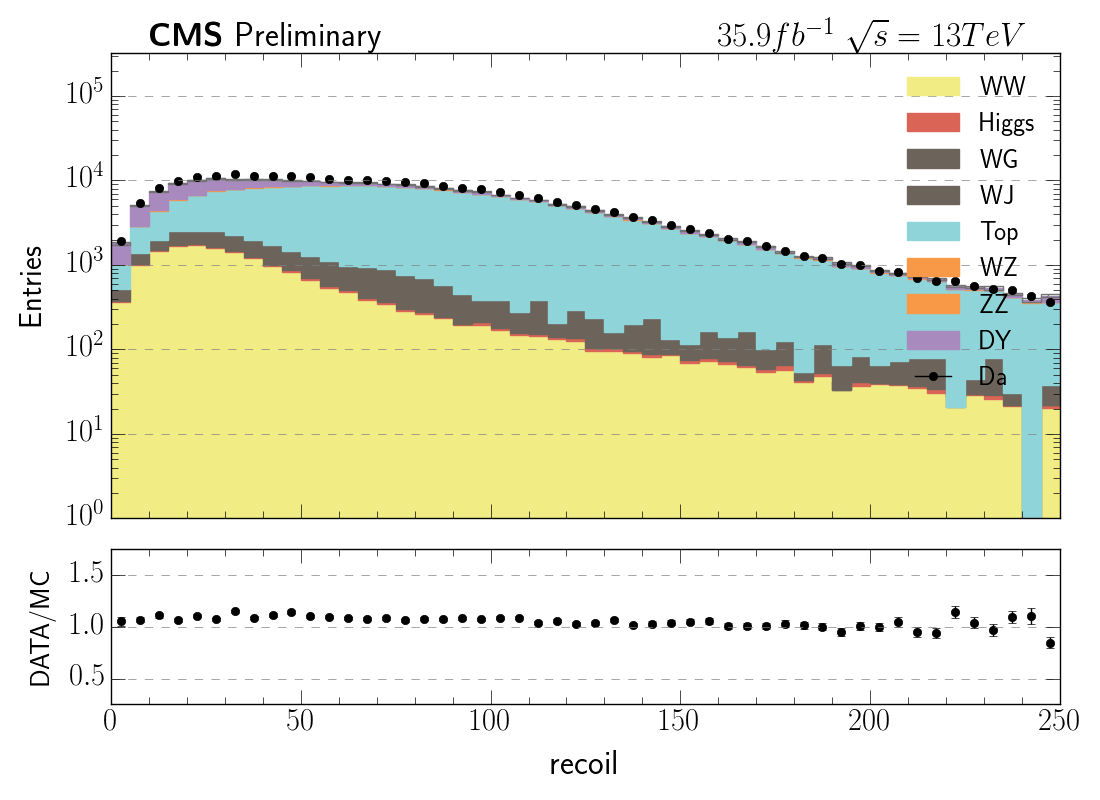 CMS Preliminary 35.9fb⁻¹ √s = 13TeV
Entries
10⁵
10⁴
10³
10²
10¹
10⁰
WW
Higgs
WG
WJ
Top
WZ
ZZ
DY
Da
DATA/MC
1.5
1.0
0.5
0 50 100 150 200 250
recoil